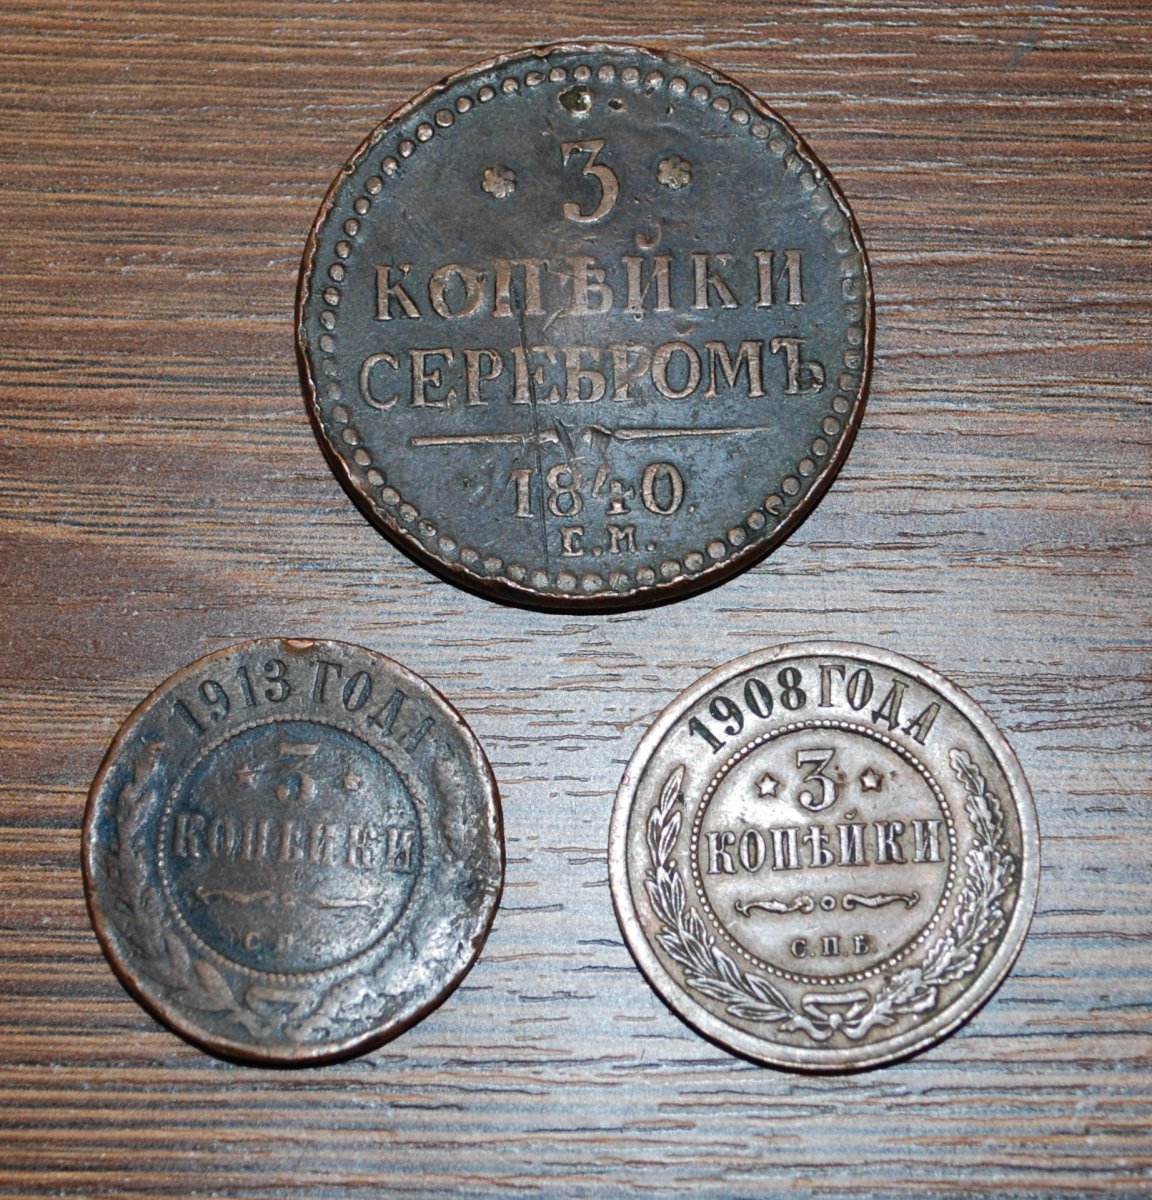 3
КОПѢЙКИ
СЕРЕБРОМЪ
1840.
Е.М.
1913 ГОДА
3
КОПѢЙКИ
С.П.
1908 ГОДА
3
КОПѢЙКИ
С.П.Б.